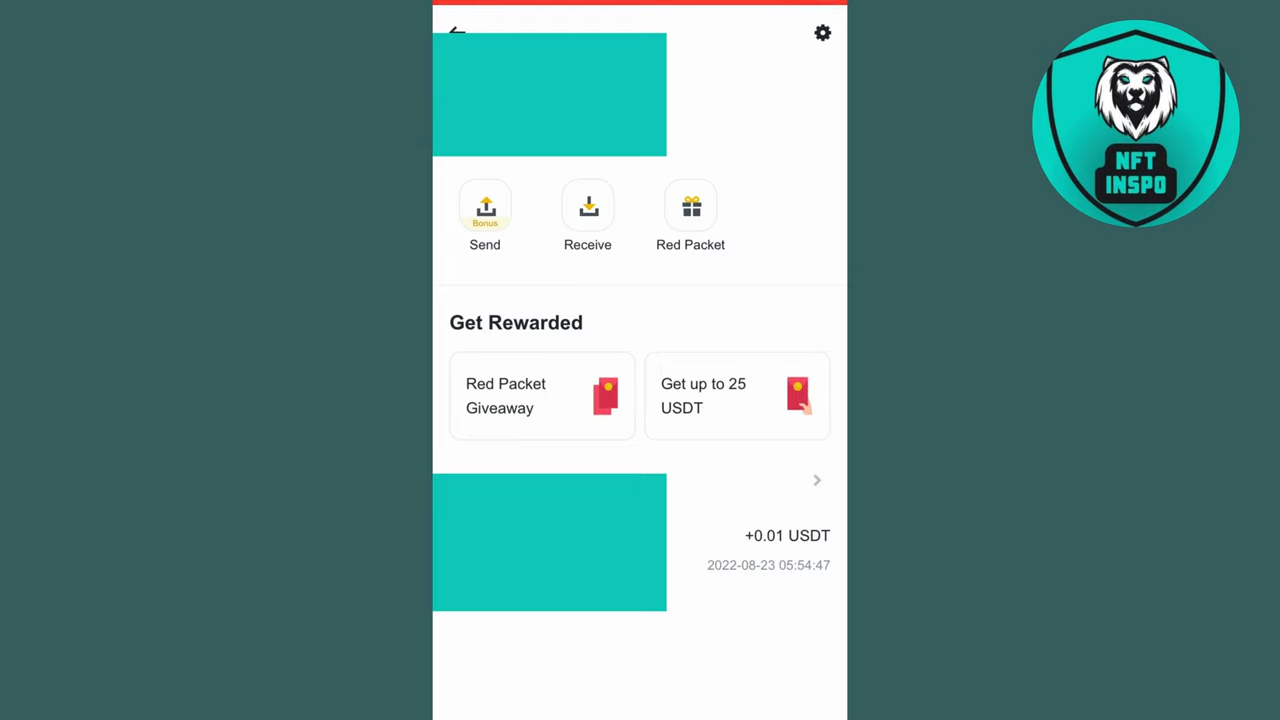 NFT
INSPO
Bonus
Send
Receive
Red Packet
Get Rewarded
Red Packet
Giveaway
Get up to 25
USDT
+0.01 USDT
2022-08-23 05:54:47